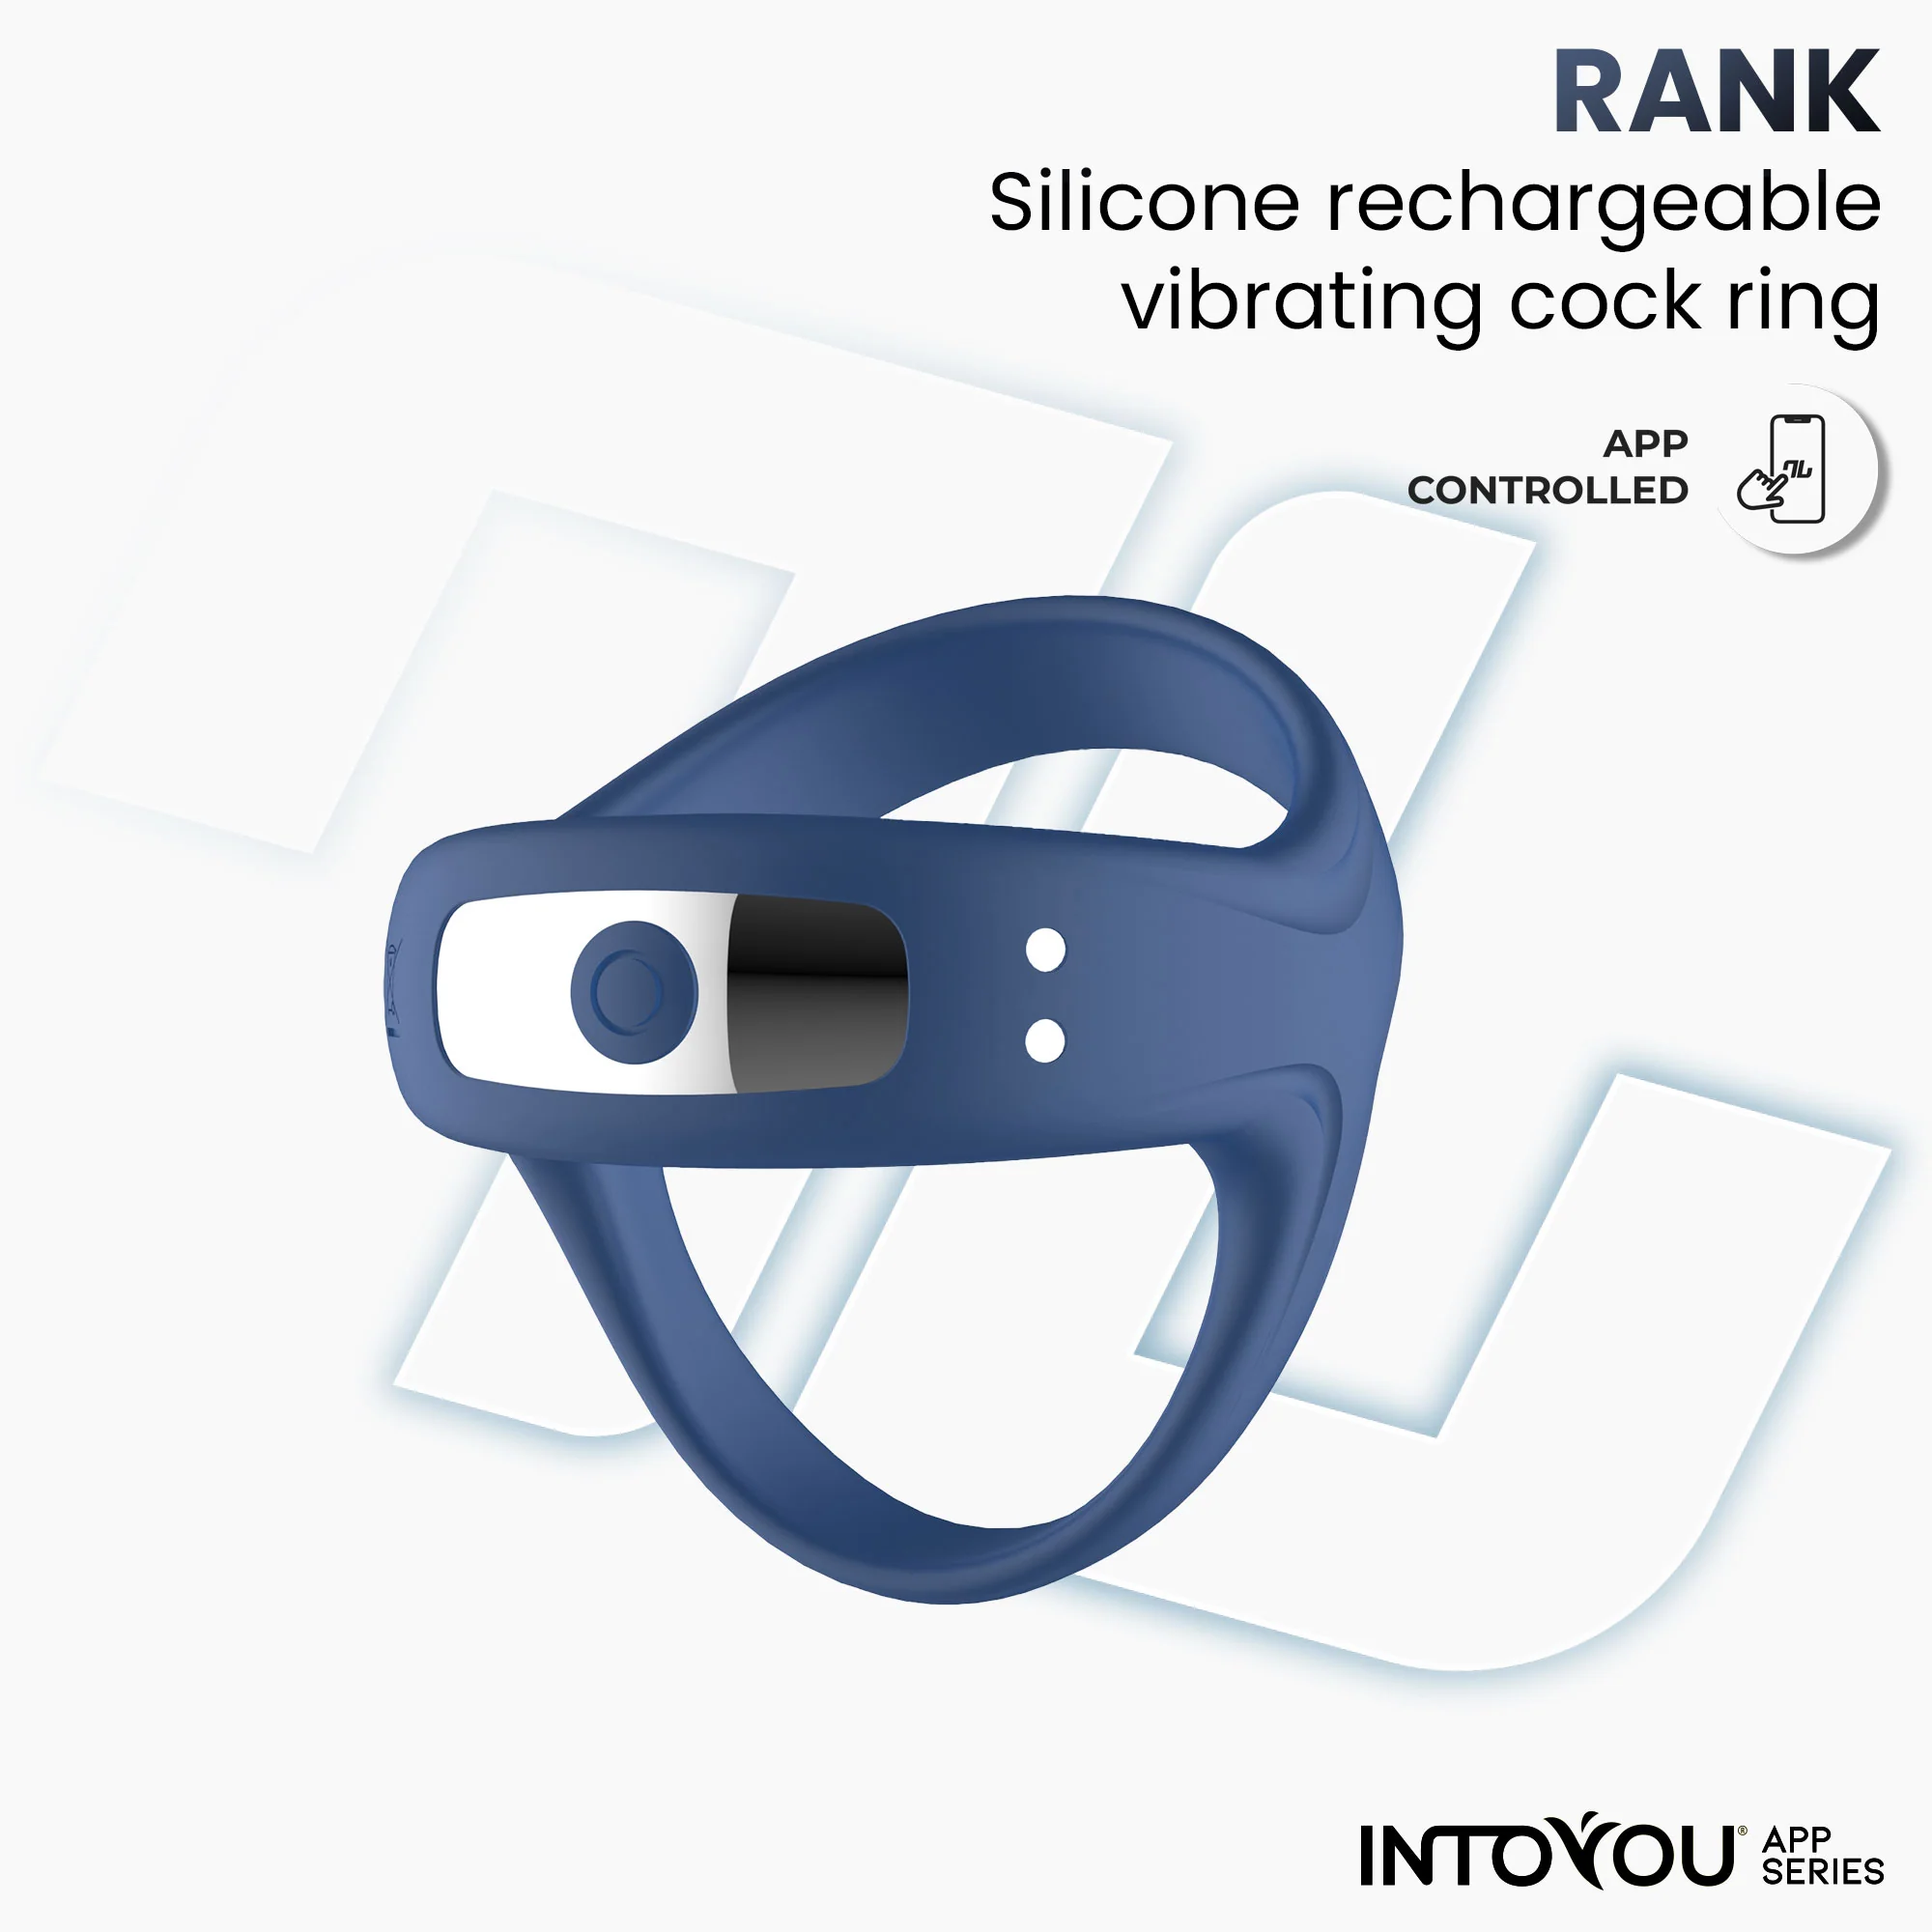 RANK
Silicone rechargeable
vibrating cock ring
APP
CONTROLLED
INTOYOU® APP
SERIES